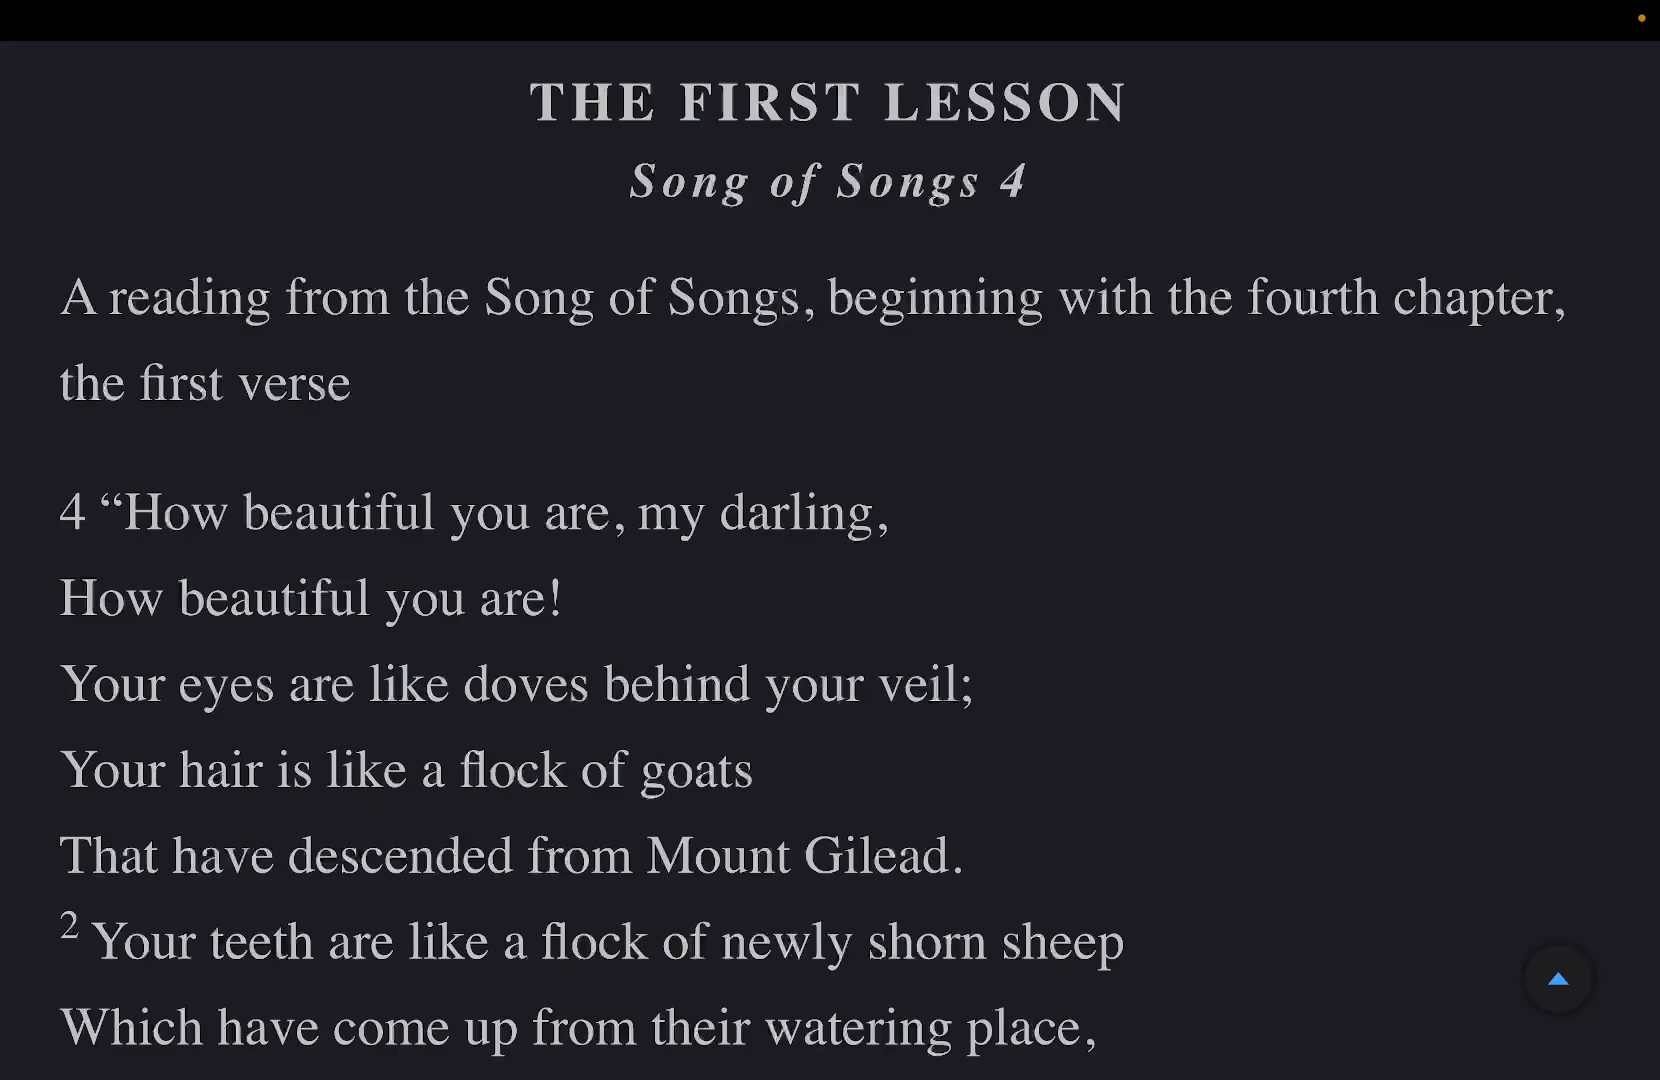 THE FIRST LESSON
Song of Songs 4
A reading from the Song of Songs, beginning with the fourth chapter,
the first verse
4 “How beautiful you are, my darling,
How beautiful you are!
Your eyes are like doves behind your veil;
Your hair is like a flock of goats
That have descended from Mount Gilead.
2 Your teeth are like a flock of newly shorn sheep
Which have come up from their watering place,